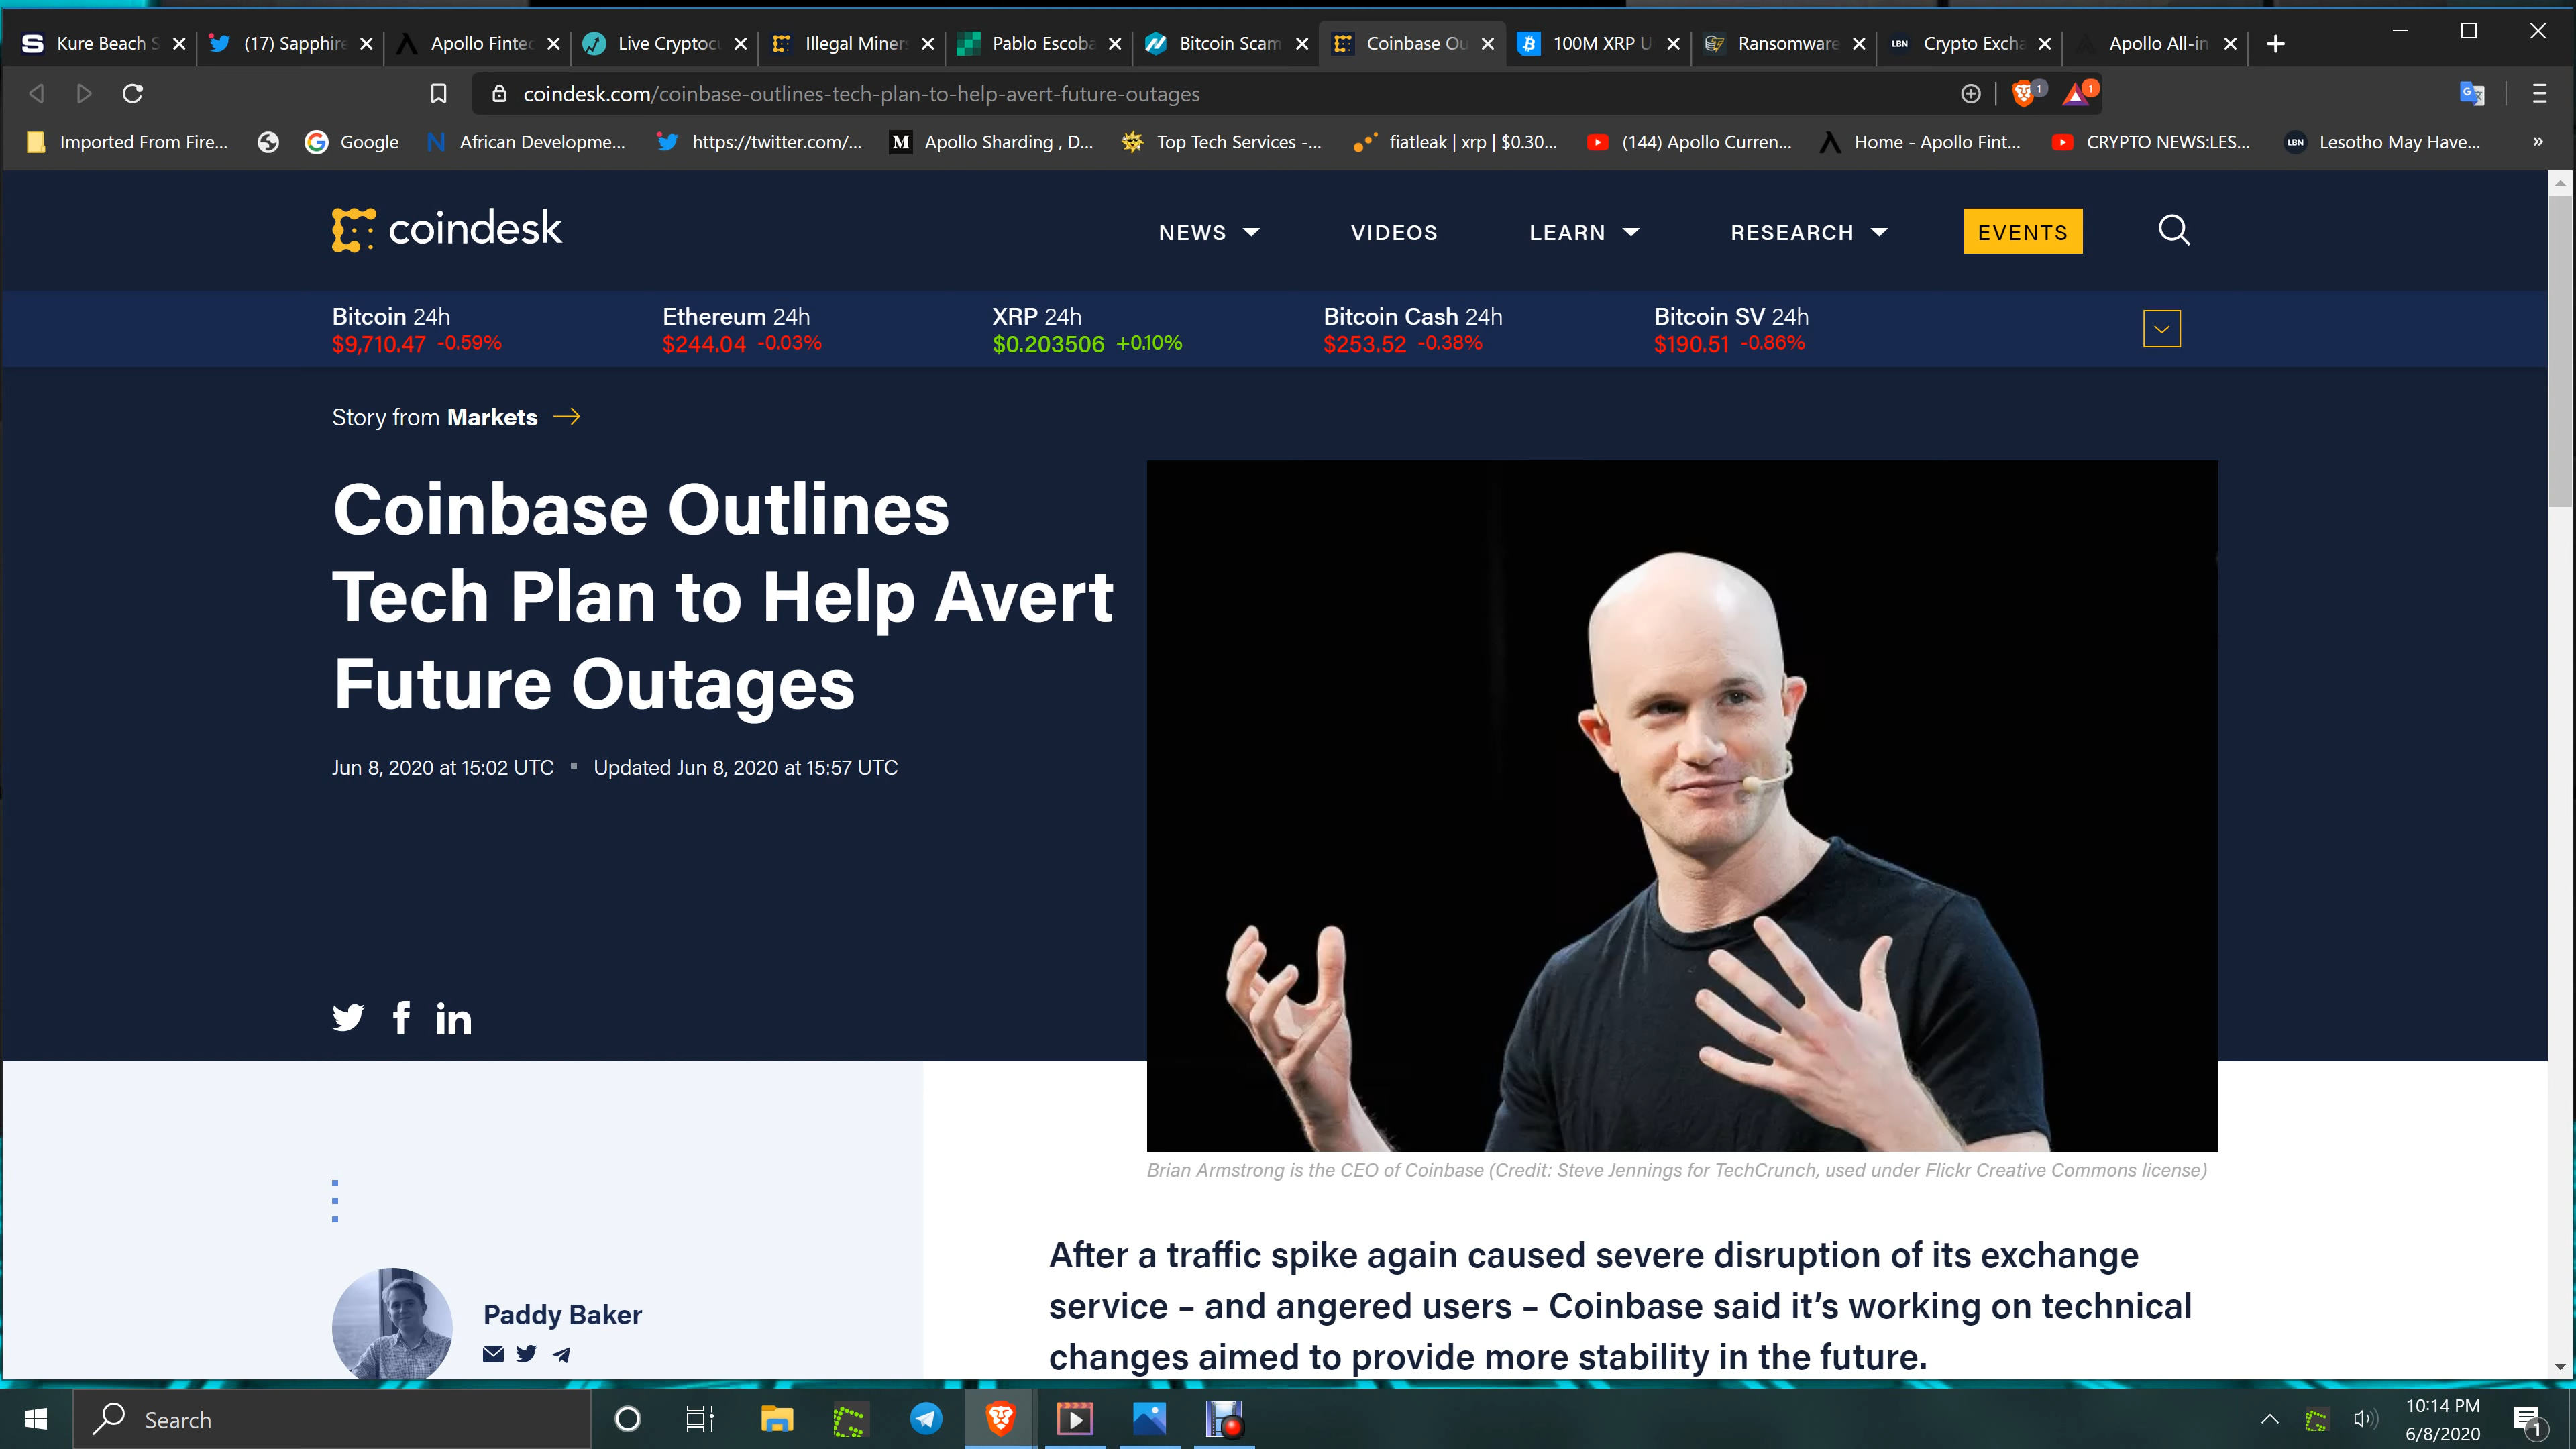 Kure Beach S
(17) Sapphire
Apollo Fintec
Live Cryptocu
Illegal Miners
Pablo Escoba
Bitcoin Scam
Coinbase Ou
100M XRP U
Ransomware
LBN Crypto Excha
Apollo All-in
coindesk.com/coinbase-outlines-tech-plan-to-help-avert-future-outages
1
1
Imported From Fire...
Google
African Developme...
https://twitter.com/...
Apollo Sharding , D...
Top Tech Services -...
fiatleak | xrp | $0.30...
(144) Apollo Curren...
Home - Apollo Fint...
CRYPTO NEWS:LES...
LBN Lesotho May Have...
»
coindesk
NEWS
VIDEOS
LEARN
RESEARCH
EVENTS
Bitcoin 24h
$9,710.47 -0.59%
Ethereum 24h
$244.04 -0.03%
XRP 24h
$0.203506 +0.10%
Bitcoin Cash 24h
$253.52 -0.38%
Bitcoin SV 24h
$190.51 -0.86%
Story from Markets
Coinbase Outlines
Tech Plan to Help Avert
Future Outages
Jun 8, 2020 at 15:02 UTC ▪ Updated Jun 8, 2020 at 15:57 UTC
Brian Armstrong is the CEO of Coinbase (Credit: Steve Jennings for TechCrunch, used under Flickr Creative Commons license)
Paddy Baker
After a traffic spike again caused severe disruption of its exchange
service – and angered users – Coinbase said it’s working on technical
changes aimed to provide more stability in the future.
Search
10:14 PM
6/8/2020
1